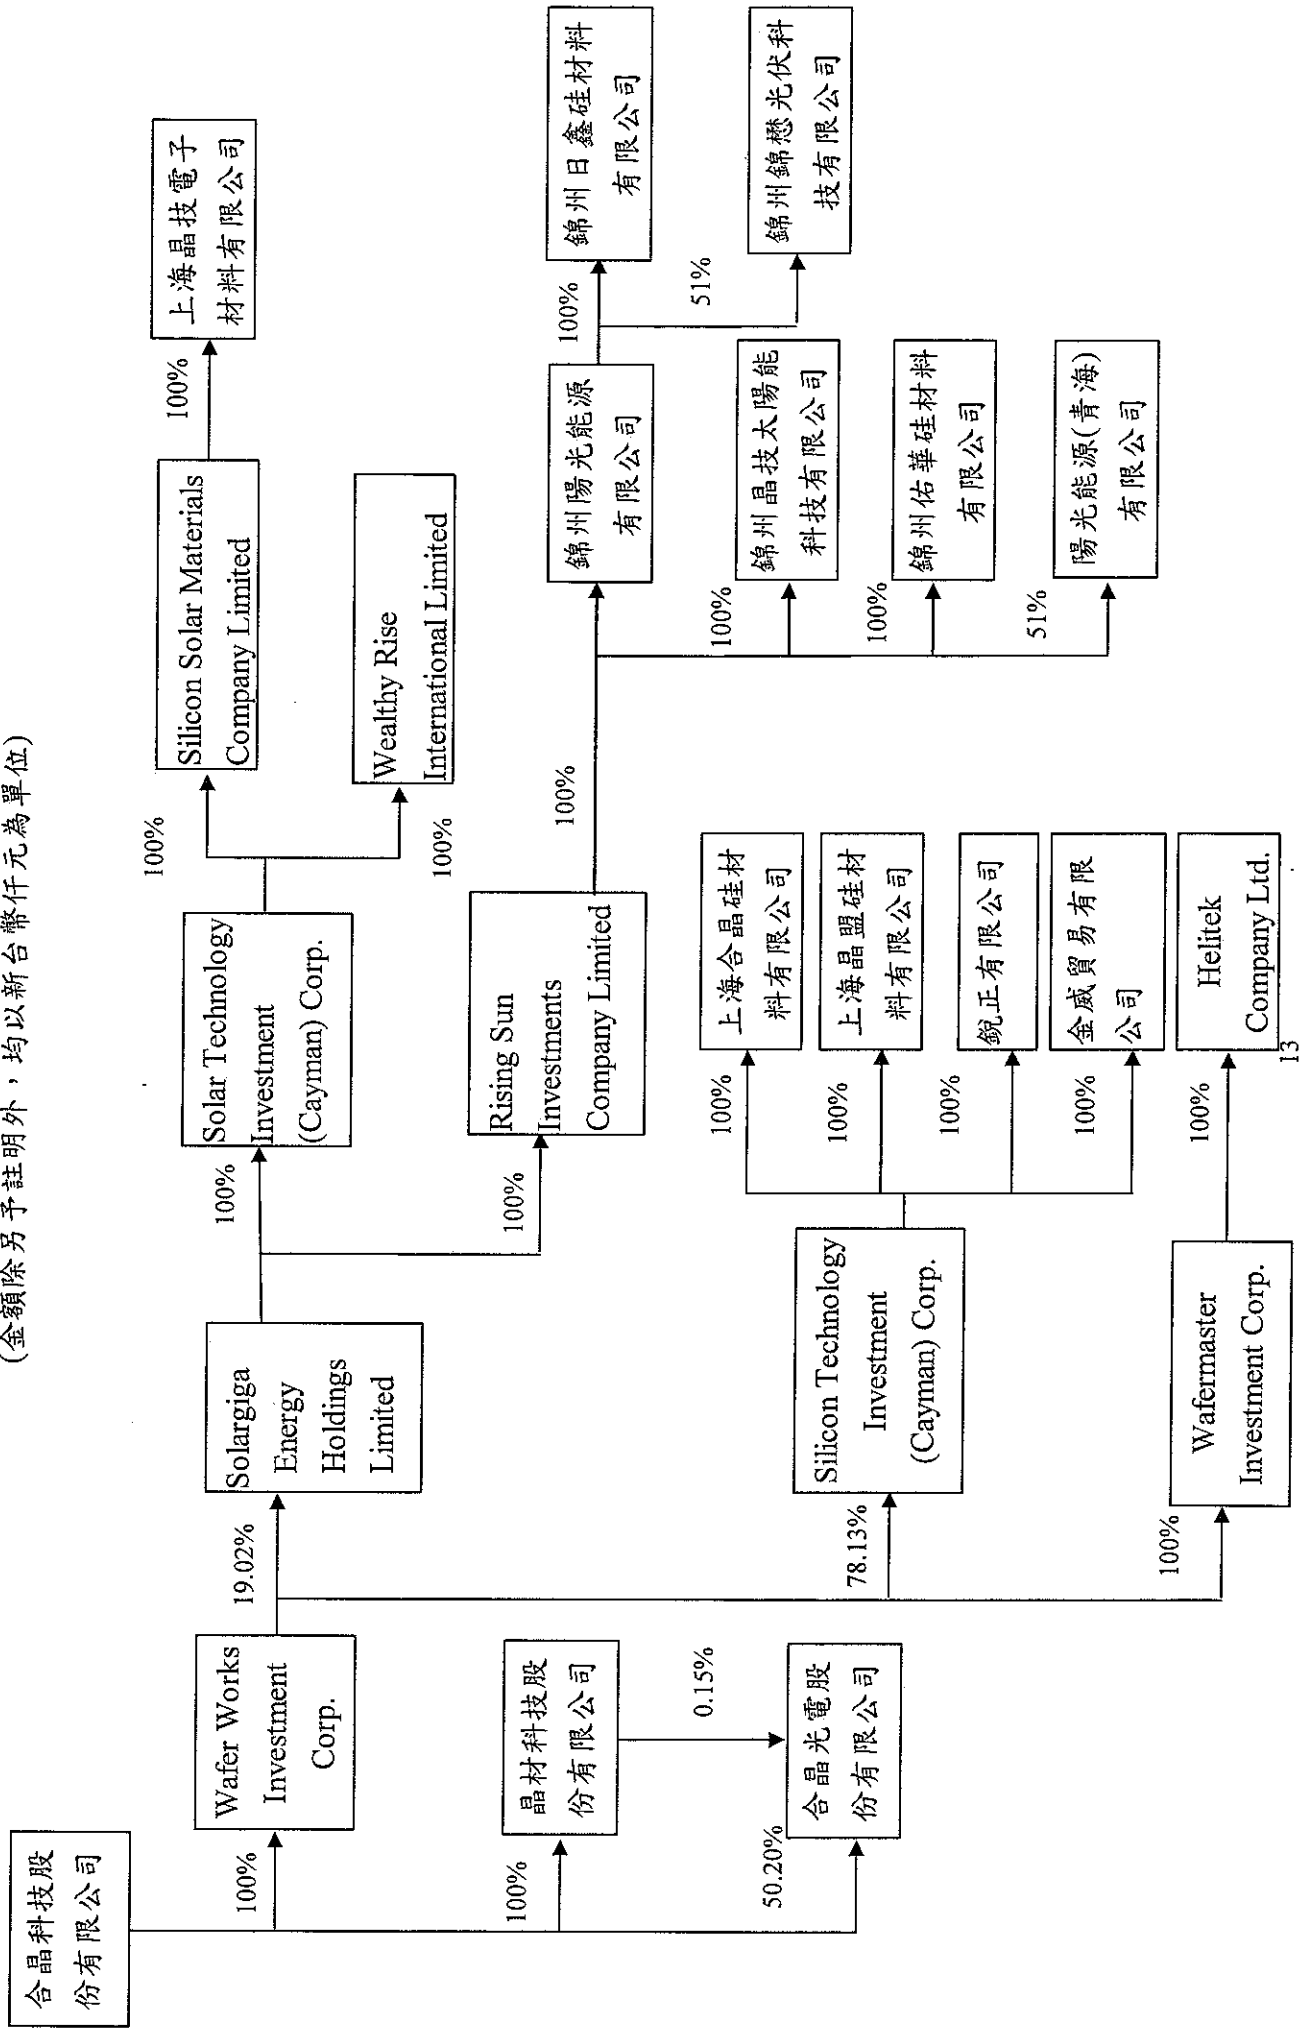 (金額除另予註明外，均以新台幣仟元為單位)
合晶科技股
份有限公司
100%
Wafer Works
Investment
Corp.
100%
晶材科技股
份有限公司
0.15%
50.20%
合晶光電股
份有限公司
19.02%
Solargiga
Energy
Holdings
Limited
78.13%
Silicon Technology
Investment
(Cayman) Corp.
100%
Wafermaster
Investment Corp.
100%
Solar Technology
Investment
(Cayman) Corp.
100%
Rising Sun
Investments
Company Limited
100%
Silicon Solar Materials
Company Limited
100%
Wealthy Rise
International Limited
100%
上海晶技電子
材料有限公司
100%
錦州陽光能源
有限公司
100%
錦州晶技太陽能
科技有限公司
100%
錦州佑華硅材料
有限公司
51%
陽光能源(青海)
有限公司
100%
錦州日鑫硅材料
有限公司
51%
錦州錦懋光伏科
技有限公司
100%
上海合晶硅材
料有限公司
100%
上海晶盟硅材
料有限公司
100%
銳正有限公司
100%
金威貿易有限
公司
100%
Helitek
Company Ltd.
13